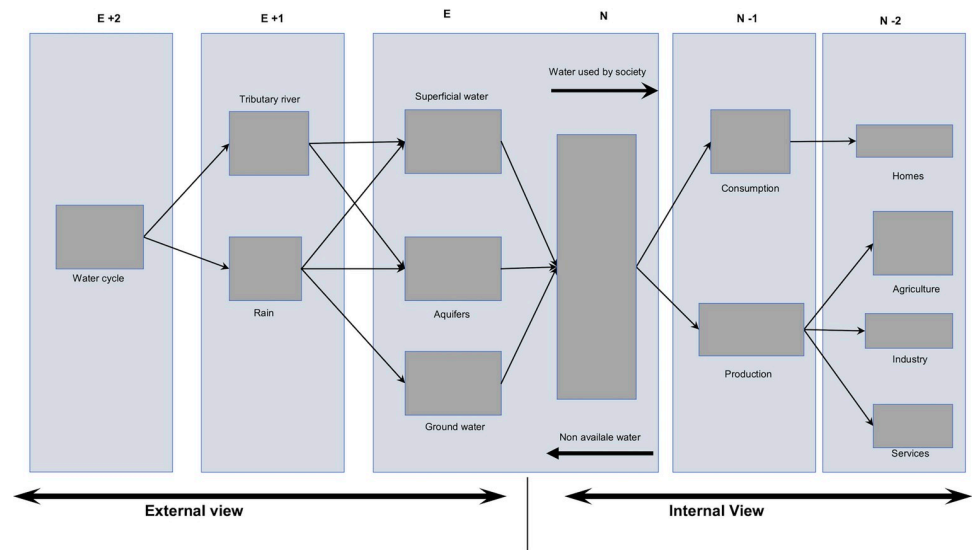 E +2
E +1
E
N
N -1
N -2
Water used by society
Tributary river
Superficial water
Consumption
Homes
Water cycle
Rain
Aquifers
Agriculture
Industry
Production
Ground water
Non availale water
Services
External view
Internal View